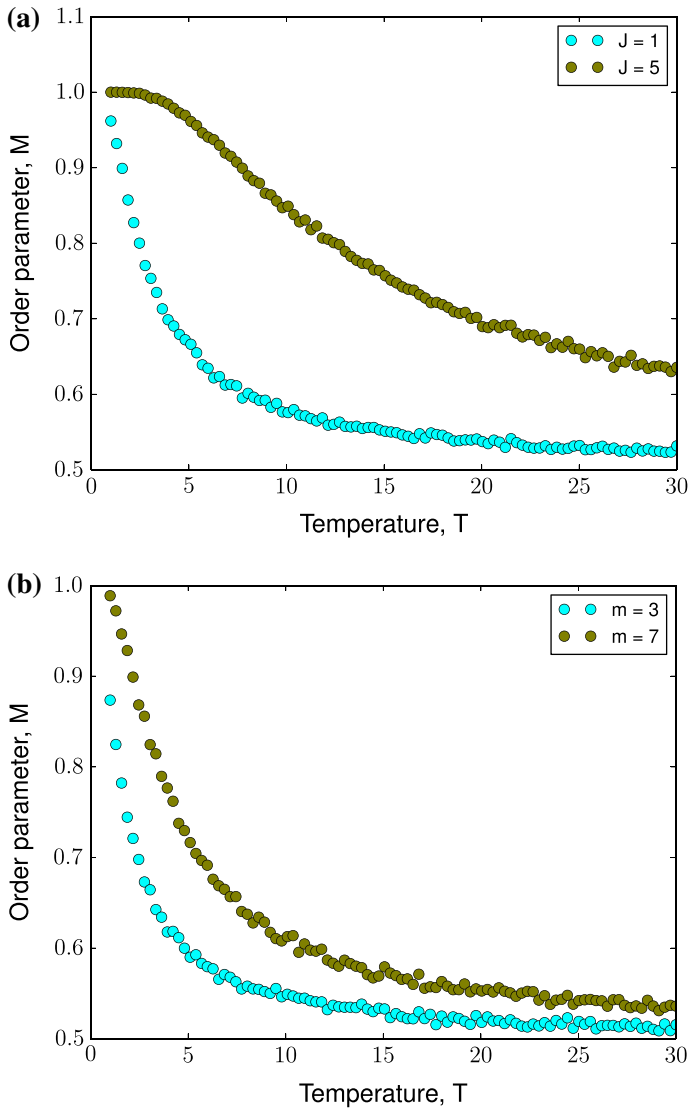 (a)
1.1
1.0
0.9
0.8
0.7
0.6
0.5
Order parameter, M
J = 1
J = 5
0 5 10 15 20 25 30
Temperature, T
(b)
1.0
0.9
0.8
0.7
0.6
0.5
Order parameter, M
m = 3
m = 7
0 5 10 15 20 25 30
Temperature, T